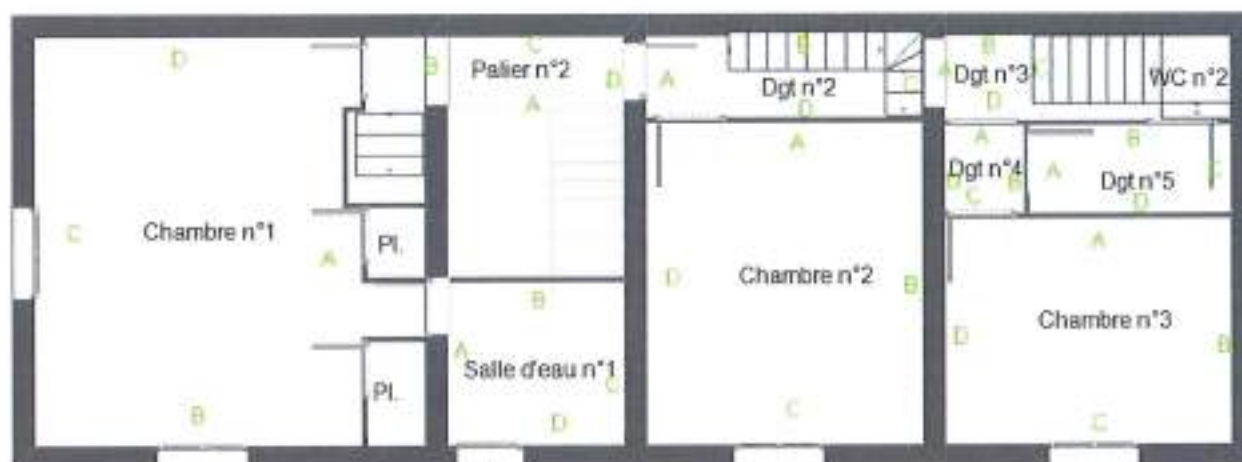 D
B
C
Palier n°2
D
A
A
B
Dgt n°2
C
D
A
B
Dgt n°3
C
D
WC n°2
A
A
Dgt n°4
D
B
C
A
B
Dgt n°5
C
D
C
Chambre n°1
A
Pl.
D
Chambre n°2
B
A
Chambre n°3
D
B
B
A
Salle d'eau n°1
C
D
Pl.
B
C
C